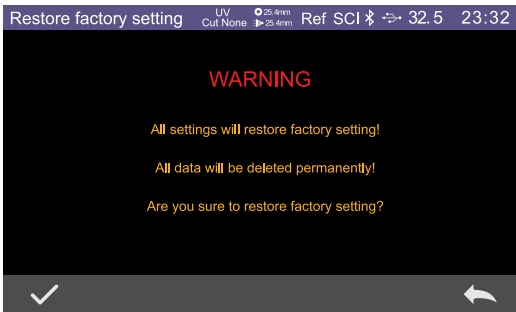 Restore factory setting UV Cut None 25.4mm 25.4mm Ref SCI 32.5 23:32
WARNING
All settings will restore factory setting!
All data will be deleted permanently!
Are you sure to restore factory setting?